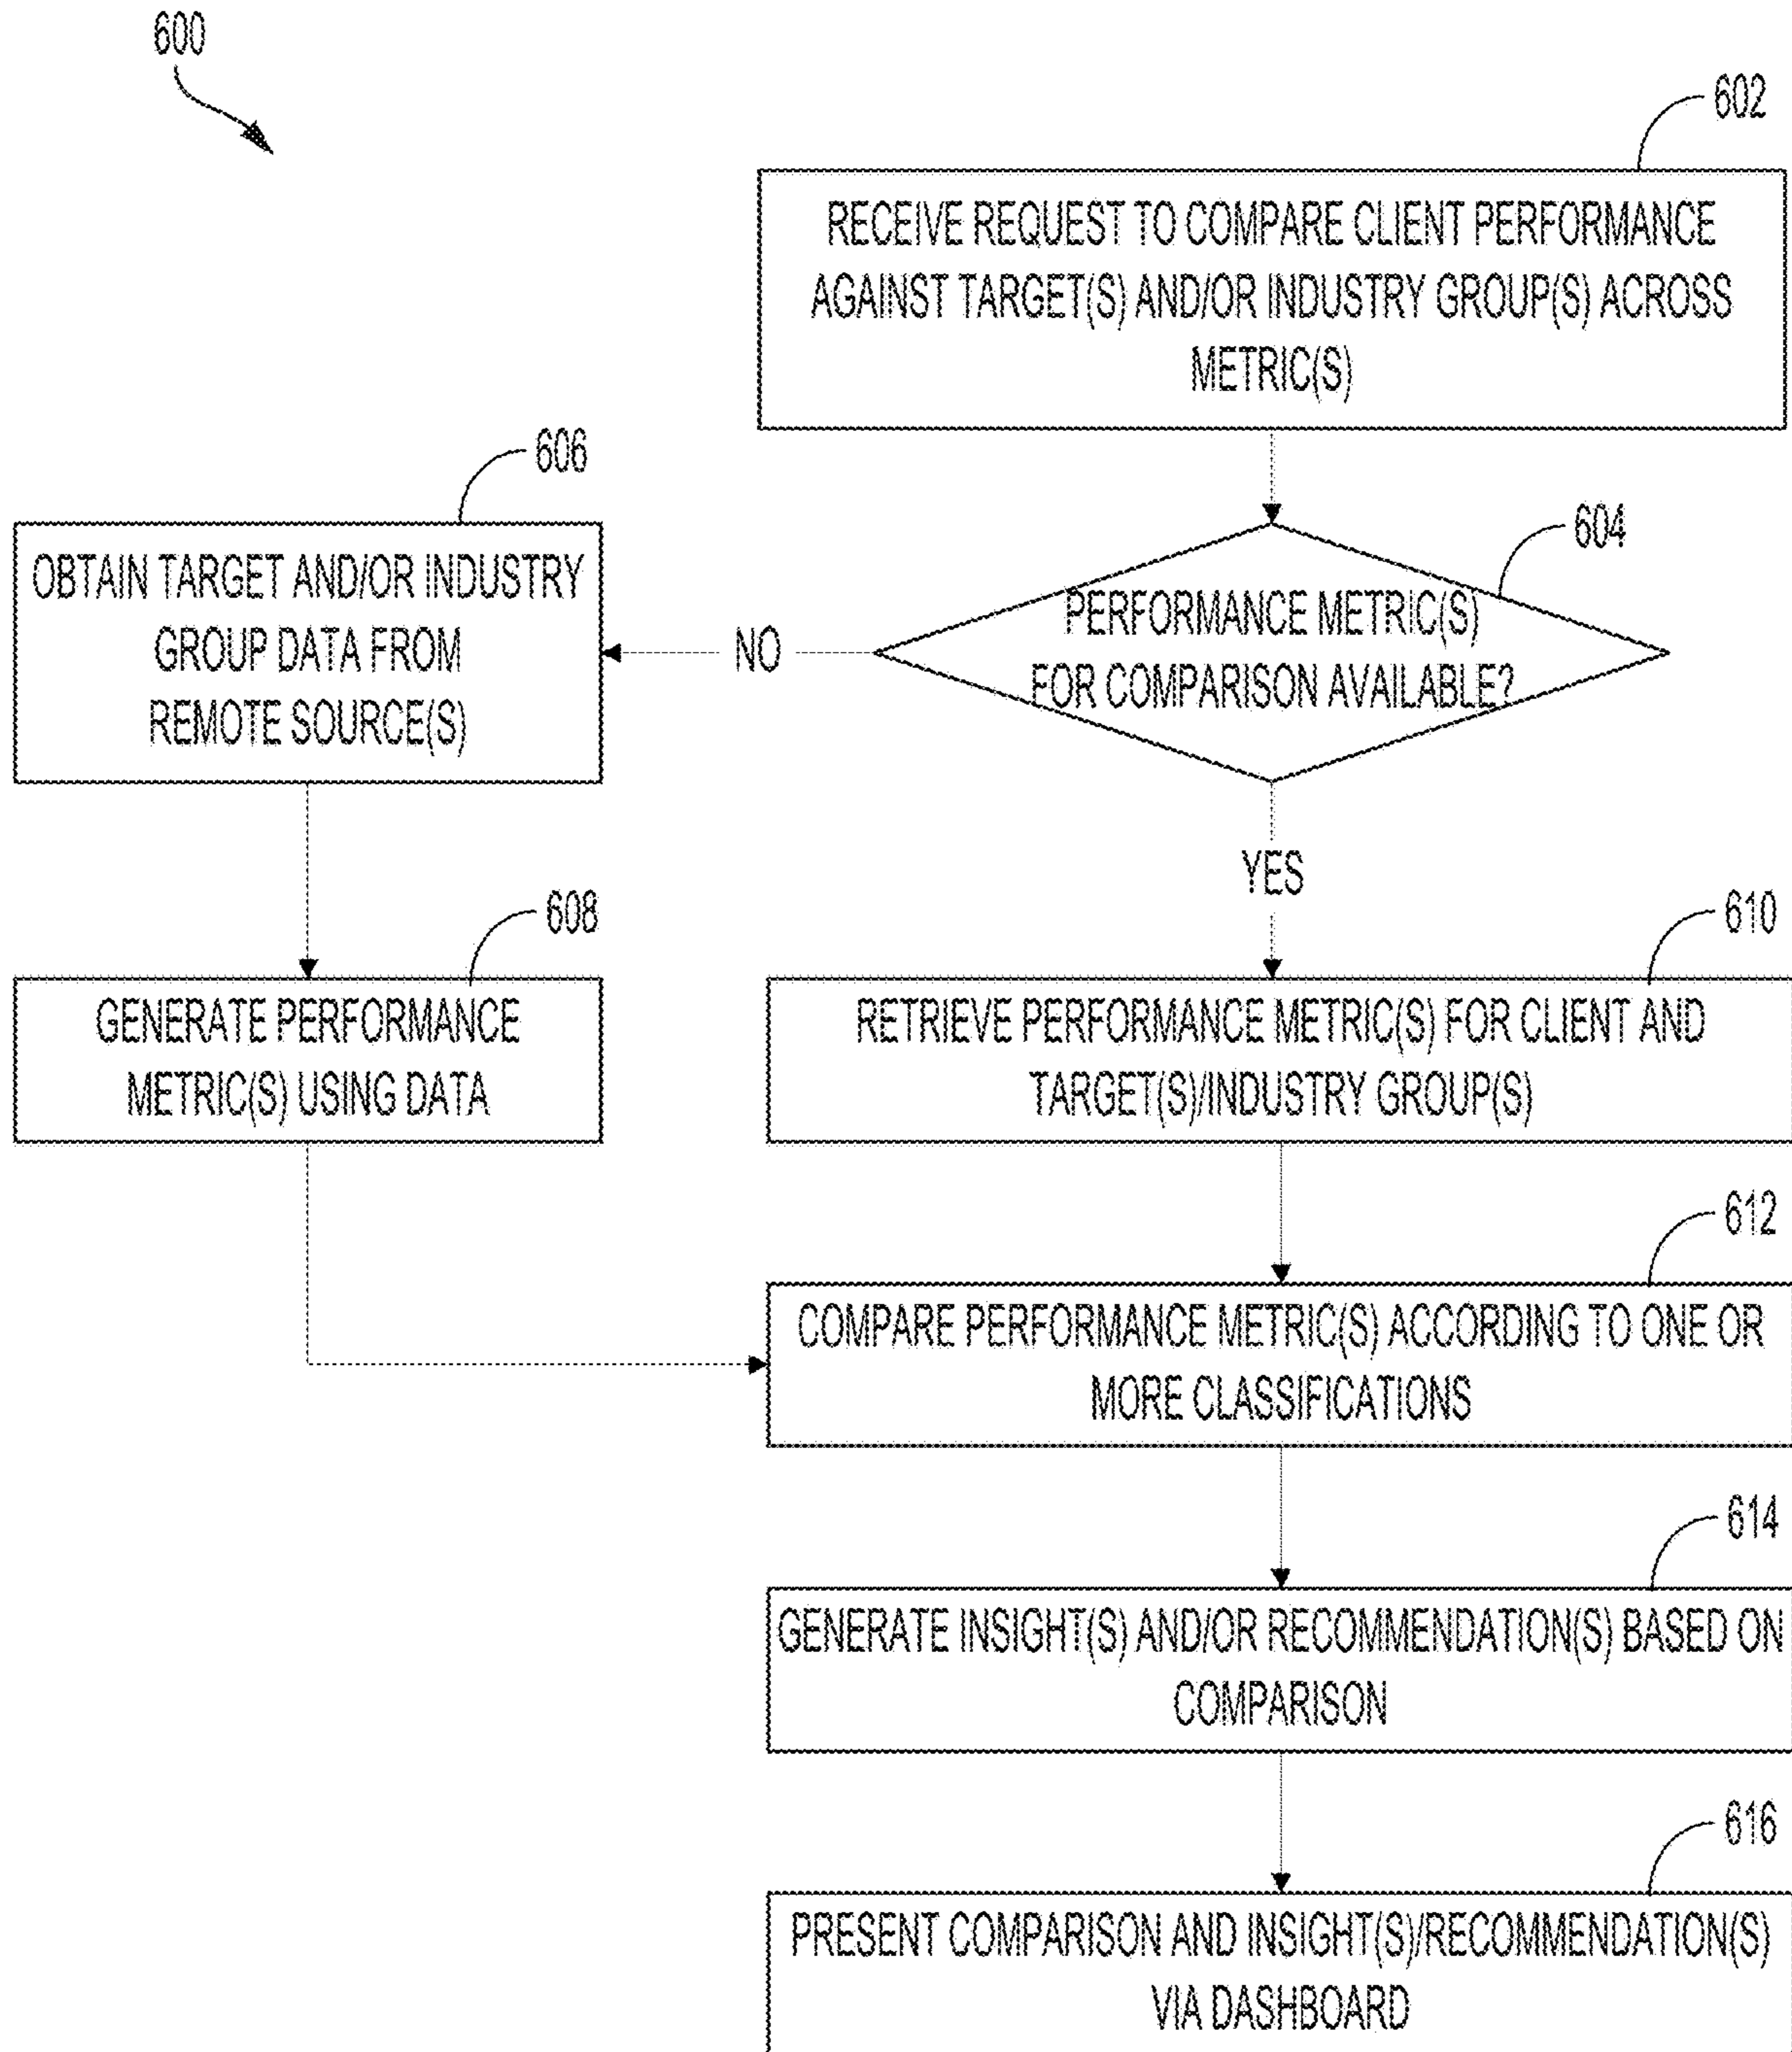 600
602
RECEIVE REQUEST TO COMPARE CLIENT PERFORMANCE
AGAINST TARGET(S) AND/OR INDUSTRY GROUP(S) ACROSS
METRIC(S)
604
PERFORMANCE METRIC(S)
FOR COMPARISON AVAILABLE?
NO
606
OBTAIN TARGET AND/OR INDUSTRY
GROUP DATA FROM
REMOTE SOURCE(S)
608
GENERATE PERFORMANCE
METRIC(S) USING DATA
YES
610
RETRIEVE PERFORMANCE METRIC(S) FOR CLIENT AND
TARGET(S)/INDUSTRY GROUP(S)
612
COMPARE PERFORMANCE METRIC(S) ACCORDING TO ONE OR
MORE CLASSIFICATIONS
614
GENERATE INSIGHT(S) AND/OR RECOMMENDATION(S) BASED ON
COMPARISON
616
PRESENT COMPARISON AND INSIGHT(S)/RECOMMENDATION(S)
VIA DASHBOARD